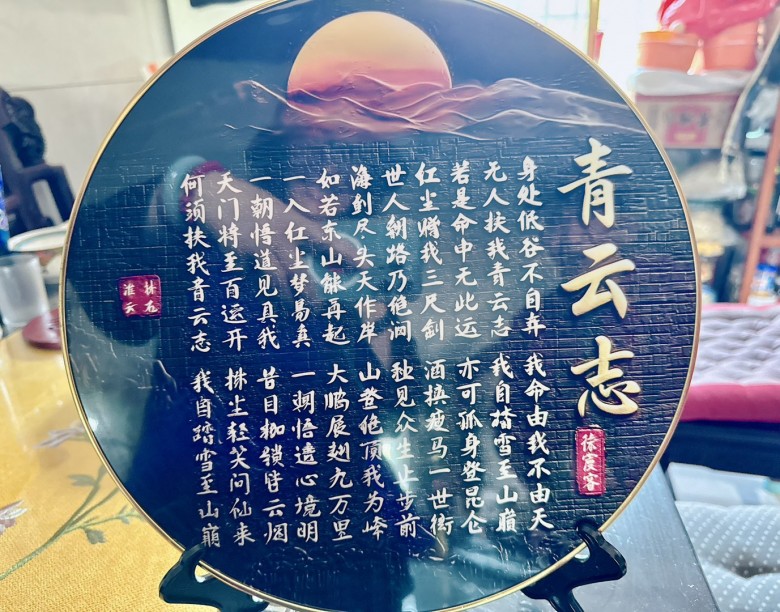 青云志
徐霞客
身处低谷不自弃 我命由我不由天
无人扶我青云志 我自踏雪至山巅
若是命中无此运 亦可孤身登昆仑
红尘赠我三尺剑 酒换瘦马一世
世人朝路乃绝涧 独见众生止步前
海到尽头天作岸 山登绝顶我为峰
如若东山能再起 大鹏展翅九万里
一入红尘梦易真 一朝悟遗心境明
一朝悟道见真我 昔日枷锁皆云烟
天门将至百运开 拂尘轻笑问仙来
何须扶我青云志 我自踏雪至山巅